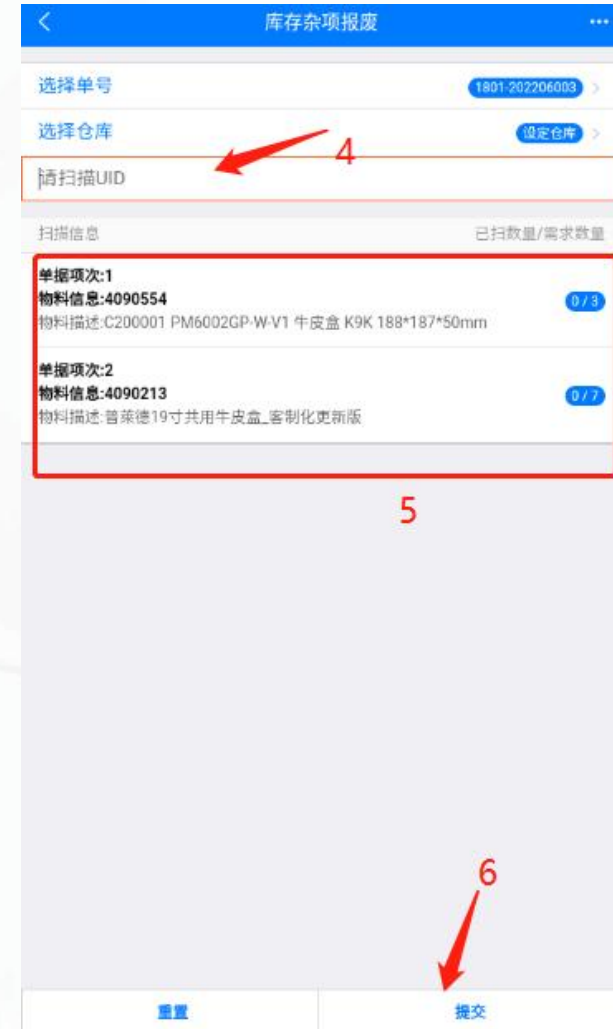 库存杂项报废
选择单号 1801-202206003
选择仓库 设定仓库
4
请扫描UID
扫描信息 已扫数量/需求数量
单据项次:1
物料信息:4090554 0/3
物料描述:C200001 PM6002GP-W-V1 牛皮盒 K9K 188*187*50mm
单据项次:2
物料信息:4090213 0/7
物料描述:普莱德19寸共用牛皮盒_客制化更新版
5
6
重置 提交